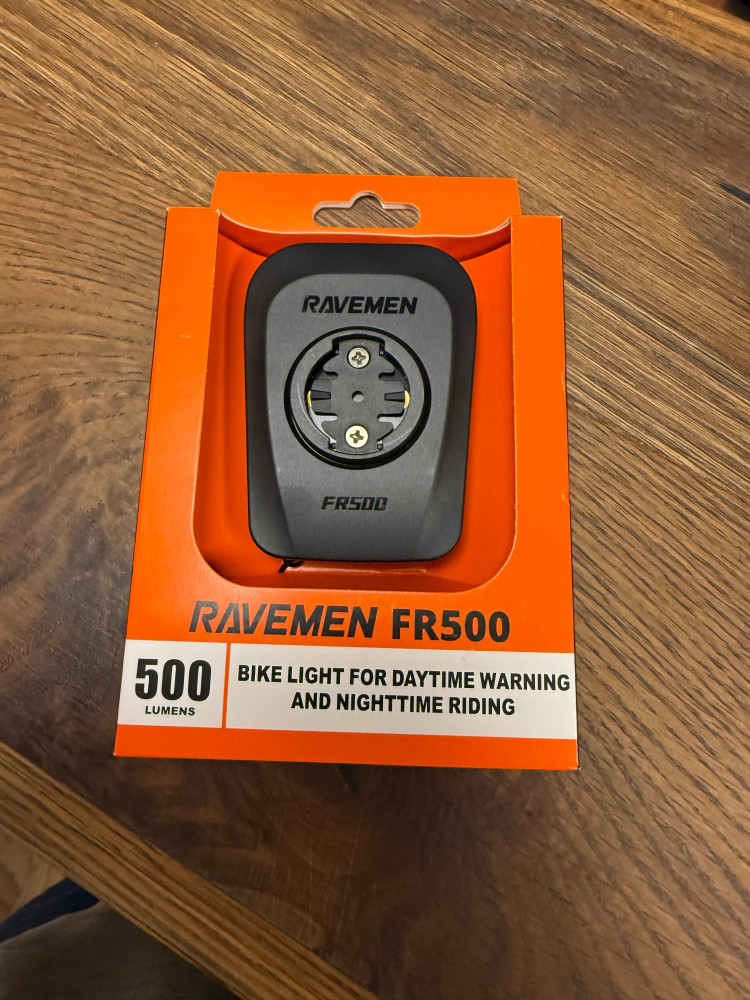 RAVEMEN
FR500
RAVEMEN FR500
500
LUMENS
BIKE LIGHT FOR DAYTIME WARNING
AND NIGHTTIME RIDING